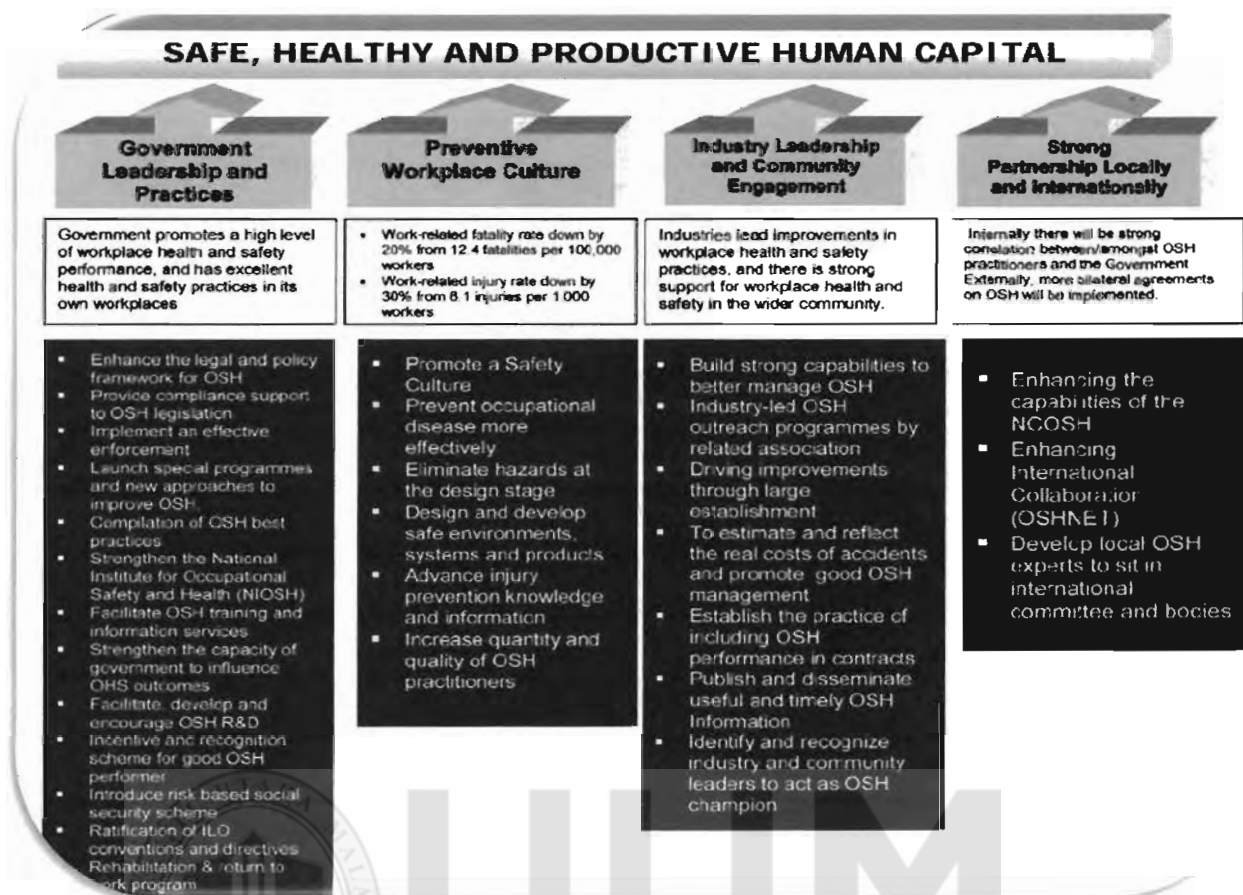 SAFE, HEALTHY AND PRODUCTIVE HUMAN CAPITAL
Government
Leadership and
Practices
Government promotes a high level
of workplace health and safety
performance, and has excellent
health and safety practices in its
own workplaces
▪ Enhance the legal and policy
framework for OSH
▪ Provide compliance support
to OSH legislation
▪ Implement an effective
enforcement
▪ Launch special programmes
and new approaches to
improve OSH.
▪ Compilation of OSH best
practices
▪ Strengthen the National
Institute for Occupational
Safety and Health (NIOSH)
▪ Facilitate OSH training and
information services
▪ Strengthen the capacity of
government to influence
OHS outcomes
▪ Facilitate, develop and
encourage OSH R&D
▪ Incentive and recognition
scheme for good OSH
performer
▪ Introduce risk based social
security scheme
▪ Ratification of ILO
conventions and directives
Rehabilitation & return to
work program
Preventive
Workplace Culture
• Work-related fatality rate down by
20% from 12.4 fatalities per 100,000
workers
• Work-related injury rate down by
30% from 8.1 injuries per 1 000
workers
▪ Promote a Safety
Culture
▪ Prevent occupational
disease more
effectively
▪ Eliminate hazards at
the design stage
▪ Design and develop
safe environments,
systems and products
▪ Advance injury
prevention knowledge
and information
▪ Increase quantity and
quality of OSH
practitioners
Industry Leadership
and Community
Engagement
Industries lead improvements in
workplace health and safety
practices, and there is strong
support for workplace health and
safety in the wider community.
▪ Build strong capabilities to
better manage OSH
▪ Industry-led OSH
outreach programmes by
related association
▪ Driving improvements
through large
establishment
▪ To estimate and reflect
the real costs of accidents
and promote good OSH
management
▪ Establish the practice of
including OSH
performance in contracts
▪ Publish and disseminate
useful and timely OSH
Information
▪ Identify and recognize
industry and community
leaders to act as OSH
champion
Strong
Partnership Locally
and Internationally
Internally there will be strong
correlation between/amongst OSH
practitioners and the Government
Externally, more bilateral agreements
on OSH will be implemented.
▪ Enhancing the
capabilities of the
NCOSH
▪ Enhancing
International
Collaboration
(OSHNET)
▪ Develop local OSH
experts to sit in
international
committee and bodies
UUM